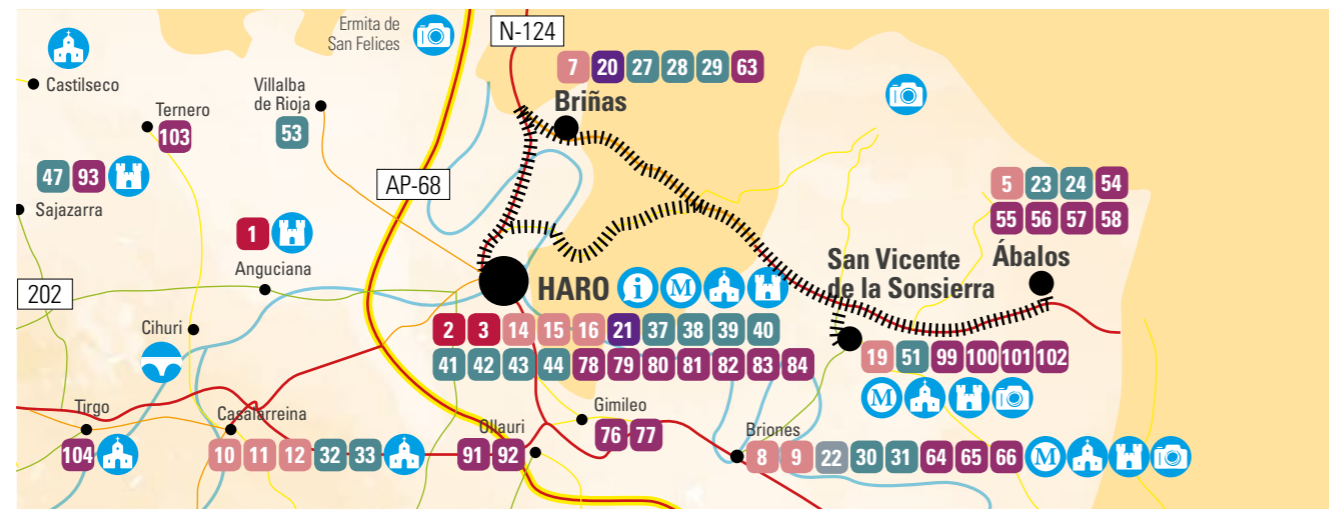 Ermita de
San Felices
N-124
7 20 27 28 29 63
Briñas
Castilseco
Ternero
103
Villalba
de Rioja
53
AP-68
47 93
Sajazarra
1
Anguciana
5 23 24 54
55 56 57 58
Ábalos
San Vicente
de la Sonsierra
19 51 99 100 101 102
M
HARO i M
2 3 14 15 16 21 37 38 39 40
41 42 43 44 78 79 80 81 82 83 84
202
Cihuri
Tirgo
104
Casalarreina
10 11 12 32 33
Ollauri
91 92
Gimileo
76 77
Briones
8 9 22 30 31 64 65 66 M